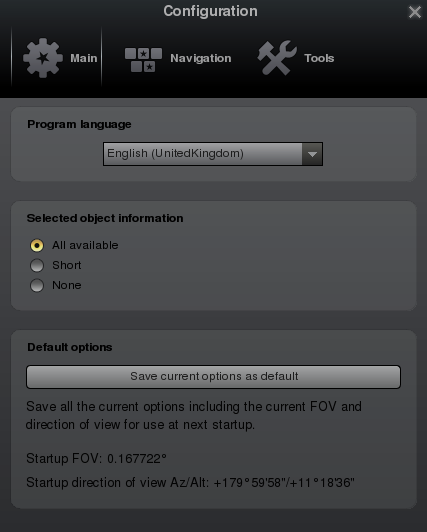 Configuration
Main
Navigation
Tools
Program language
English (UnitedKingdom)
Selected object information
All available
Short
None
Default options
Save current options as default
Save all the current options including the current FOV and
direction of view for use at next startup.
Startup FOV: 0.167722°
Startup direction of view Az/Alt: +179°59'58"/+11°18'36"